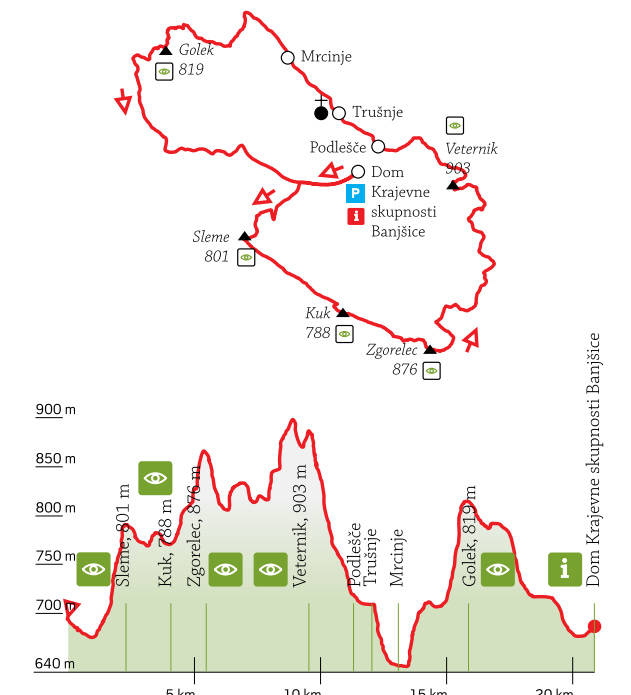 Golek
819
Mrcinje
Trušnje
Podlešče
Veternik
903
Dom
Krajevne
skupnosti
Banjšice
P
i
Sleme
801
Kuk
788
Zgorelec
876
900 m
850 m
800 m
750 m
700 m
640 m
Sleme, 801 m
Kuk, 788 m
Zgorelec, 876 m
Veternik, 903 m
Podlešče
Trušnje
Mrcinje
Golek, 819 m
i
Dom Krajevne skupnosti Banjšice
5 km
10 km
15 km
20 km